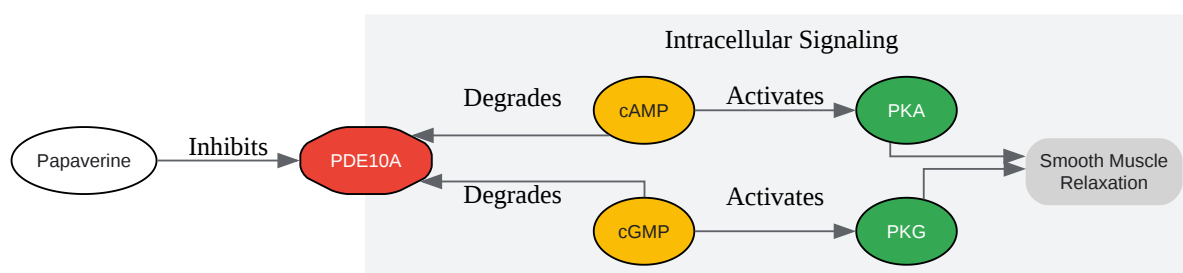 Intracellular Signaling
Degrades
cAMP
Activates
PKA
Papaverine
Inhibits
PDE10A
Smooth Muscle
Relaxation
Degrades
cGMP
Activates
PKG